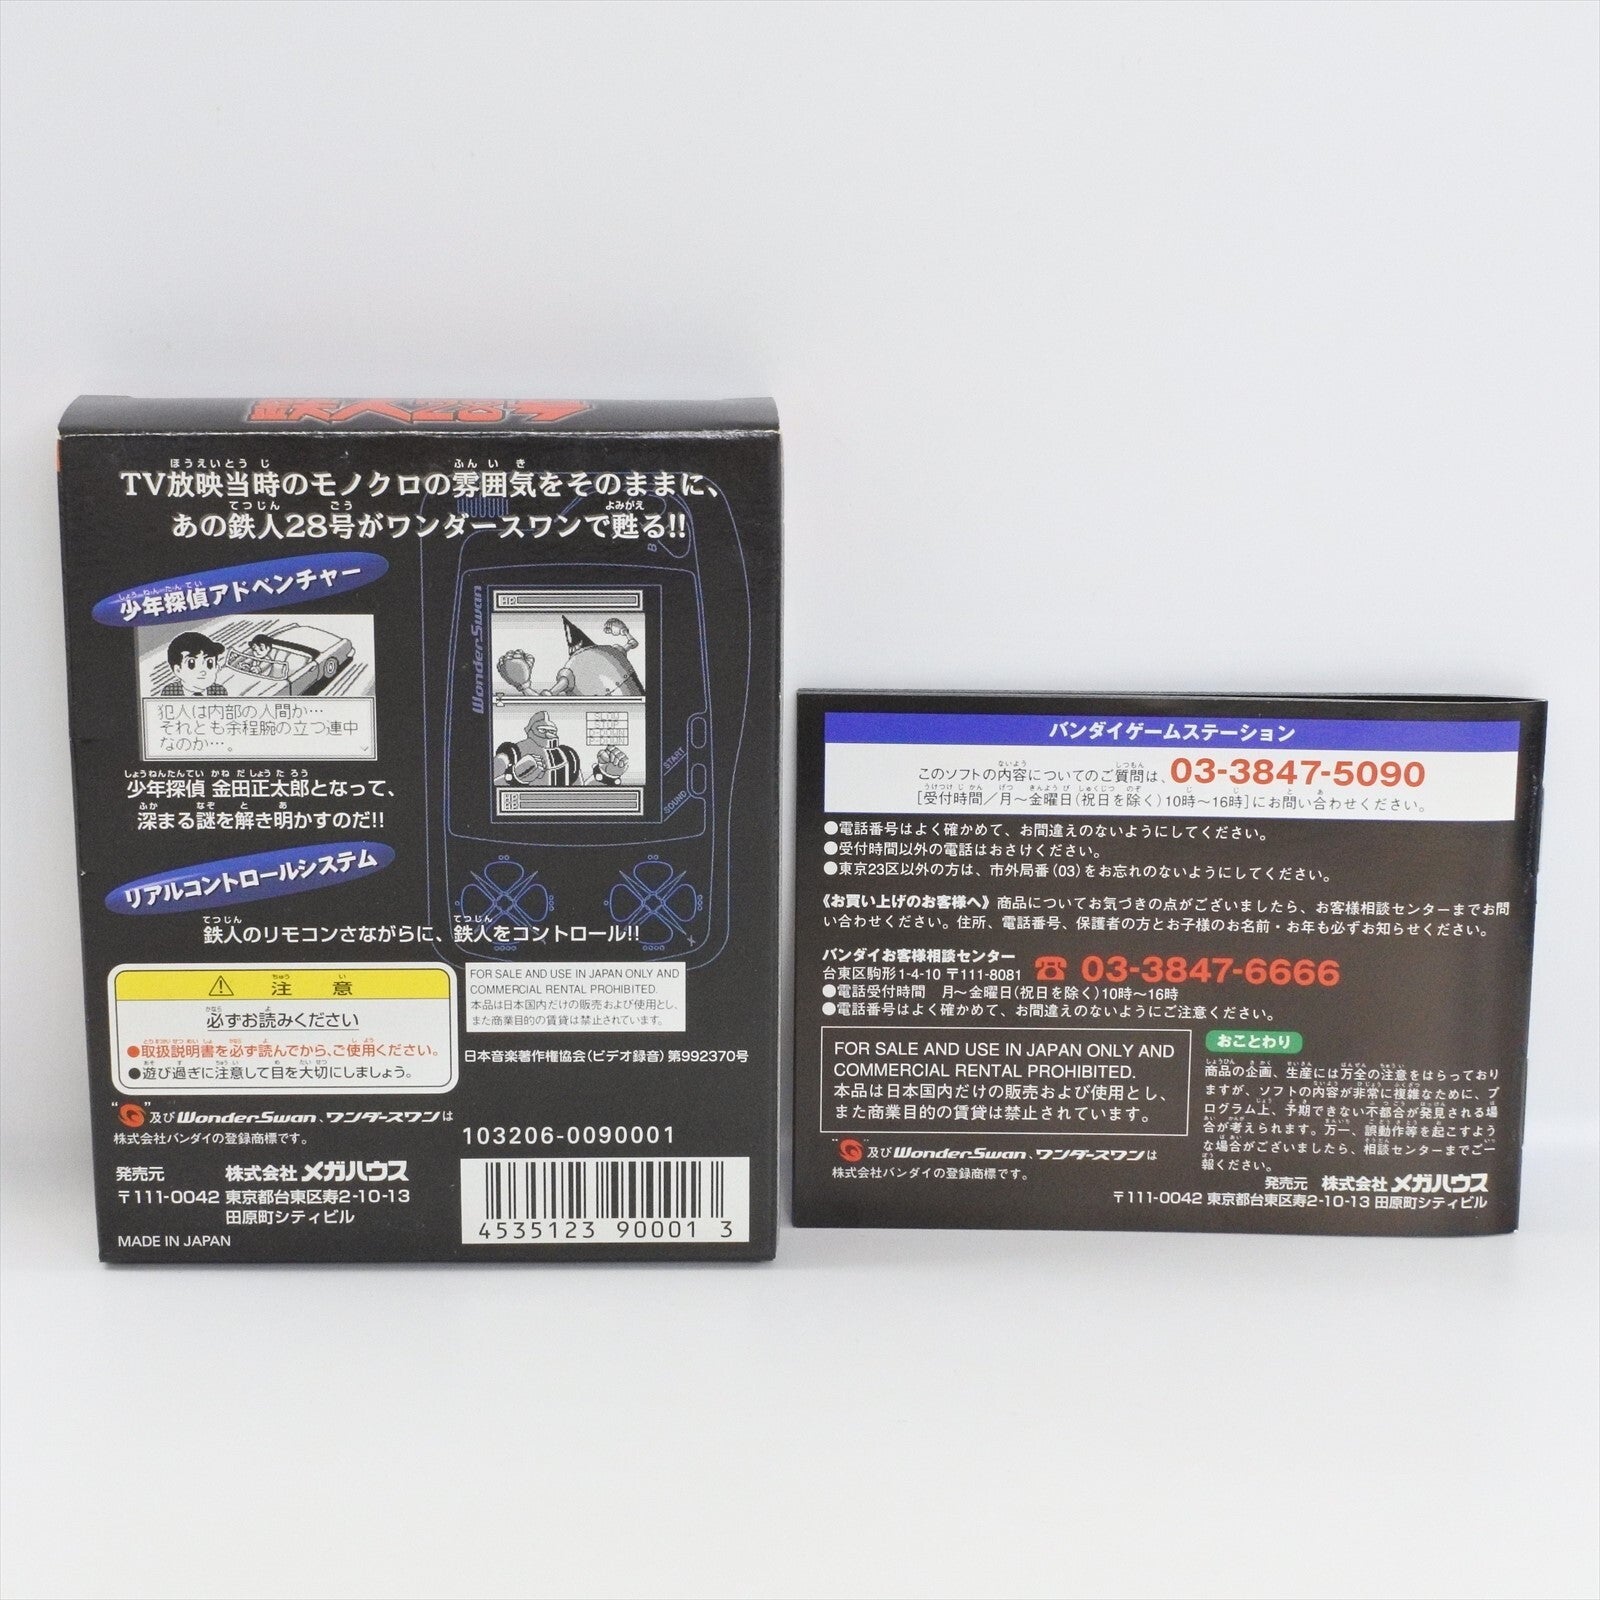 鉄人28号
TV放映当時のモノクロの雰囲気をそのままに、
あの鉄人28号がワンダースワンで甦る!!
少年探偵アドベンチャー
犯人は内部の人間か…
それとも余程腕の立つ連中
なのか…。
少年探偵 金田正太郎となって、
深まる謎を解き明かすのだ!!
リアルコントロールシステム
鉄人のリモコンさながらに、鉄人をコントロール!!
WonderSwan
HP
SLOW
STOP
HP
B
START
SOUND
X
注意
必ずお読みください
●取扱説明書を必ず読んでから、ご使用ください。
●遊び過ぎに注意して目を大切にしましょう。
FOR SALE AND USE IN JAPAN ONLY AND
COMMERCIAL RENTAL PROHIBITED.
本品は日本国内だけの販売および使用とし、
また商業目的の賃貸は禁止されています。
日本音楽著作権協会(ビデオ録音)第992370号
“ ”及びWonderSwan、ワンダースワンは
株式会社バンダイの登録商標です。
103206-0090001
発売元 株式会社メガハウス
〒111-0042 東京都台東区寿2-10-13
田原町シティビル
MADE IN JAPAN
4535123 90001 3
バンダイゲームステーション
このソフトの内容についてのご質問は、03-3847-5090
[受付時間/月~金曜日(祝日を除く)10時~16時]にお問い合わせください。
●電話番号はよく確かめて、お間違えのないようにしてください。
●受付時間以外の電話はおさけください。
●東京23区以外の方は、市外局番(03)をお忘れのないようにしてください。
《お買い上げのお客様へ》商品についてお気づきの点がございましたら、お客様相談センターまでお問
い合わせください。住所、電話番号、保護者の方とお子様のお名前・お年も必ずお知らせください。
バンダイお客様相談センター
台東区駒形1-4-10 〒111-8081 ☎ 03-3847-6666
●電話受付時間 月~金曜日(祝日を除く)10時~16時
●電話番号はよく確かめて、お間違えのないようにご注意ください。
FOR SALE AND USE IN JAPAN ONLY AND
COMMERCIAL RENTAL PROHIBITED.
本品は日本国内だけの販売および使用とし、
また商業目的の賃貸は禁止されています。
“ ”及びWonderSwan、ワンダースワンは
株式会社バンダイの登録商標です。
おことわり
商品の企画、生産には万全の注意をはらっており
ますが、ソフトの内容が非常に複雑なために、プ
ログラム上、予期できない不都合が発見される場
合が考えられます。万一、誤動作等を起こすよう
な場合がございましたら、相談センターまでご一
報ください。
発売元 株式会社メガハウス
〒111-0042 東京都台東区寿2-10-13 田原町シティビル